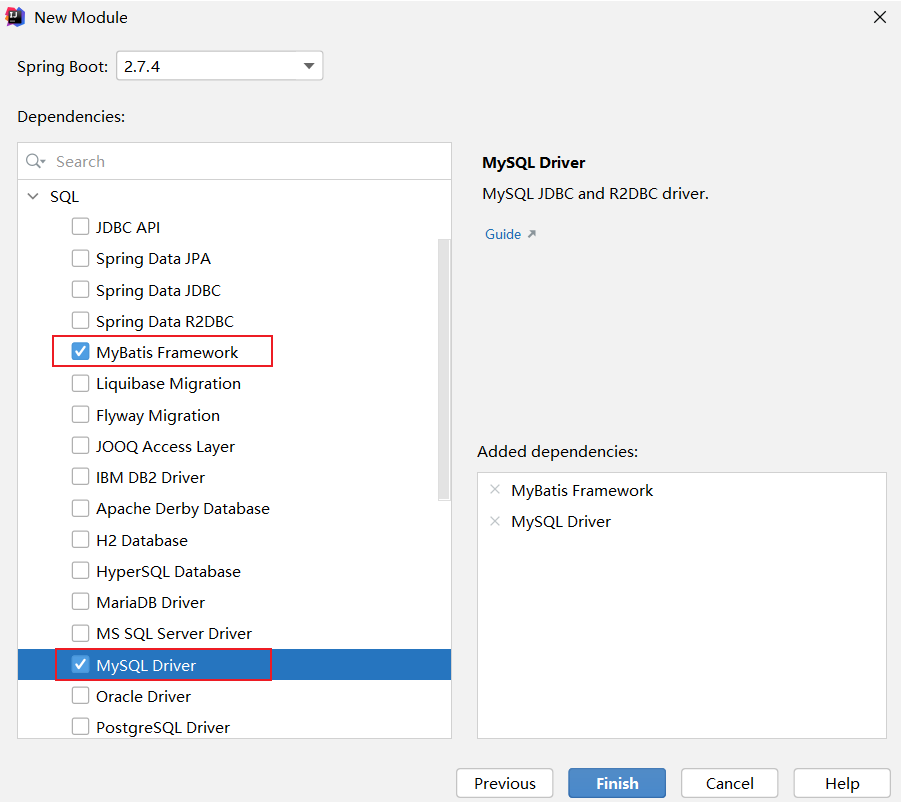 New Module
Spring Boot: 2.7.4
Dependencies:
Search
SQL
JDBC API
Spring Data JPA
Spring Data JDBC
Spring Data R2DBC
MyBatis Framework
Liquibase Migration
Flyway Migration
JOOQ Access Layer
IBM DB2 Driver
Apache Derby Database
H2 Database
HyperSQL Database
MariaDB Driver
MS SQL Server Driver
MySQL Driver
Oracle Driver
PostgreSQL Driver
MySQL Driver
MySQL JDBC and R2DBC driver.
Guide
Added dependencies:
MyBatis Framework
MySQL Driver
Previous
Finish
Cancel
Help